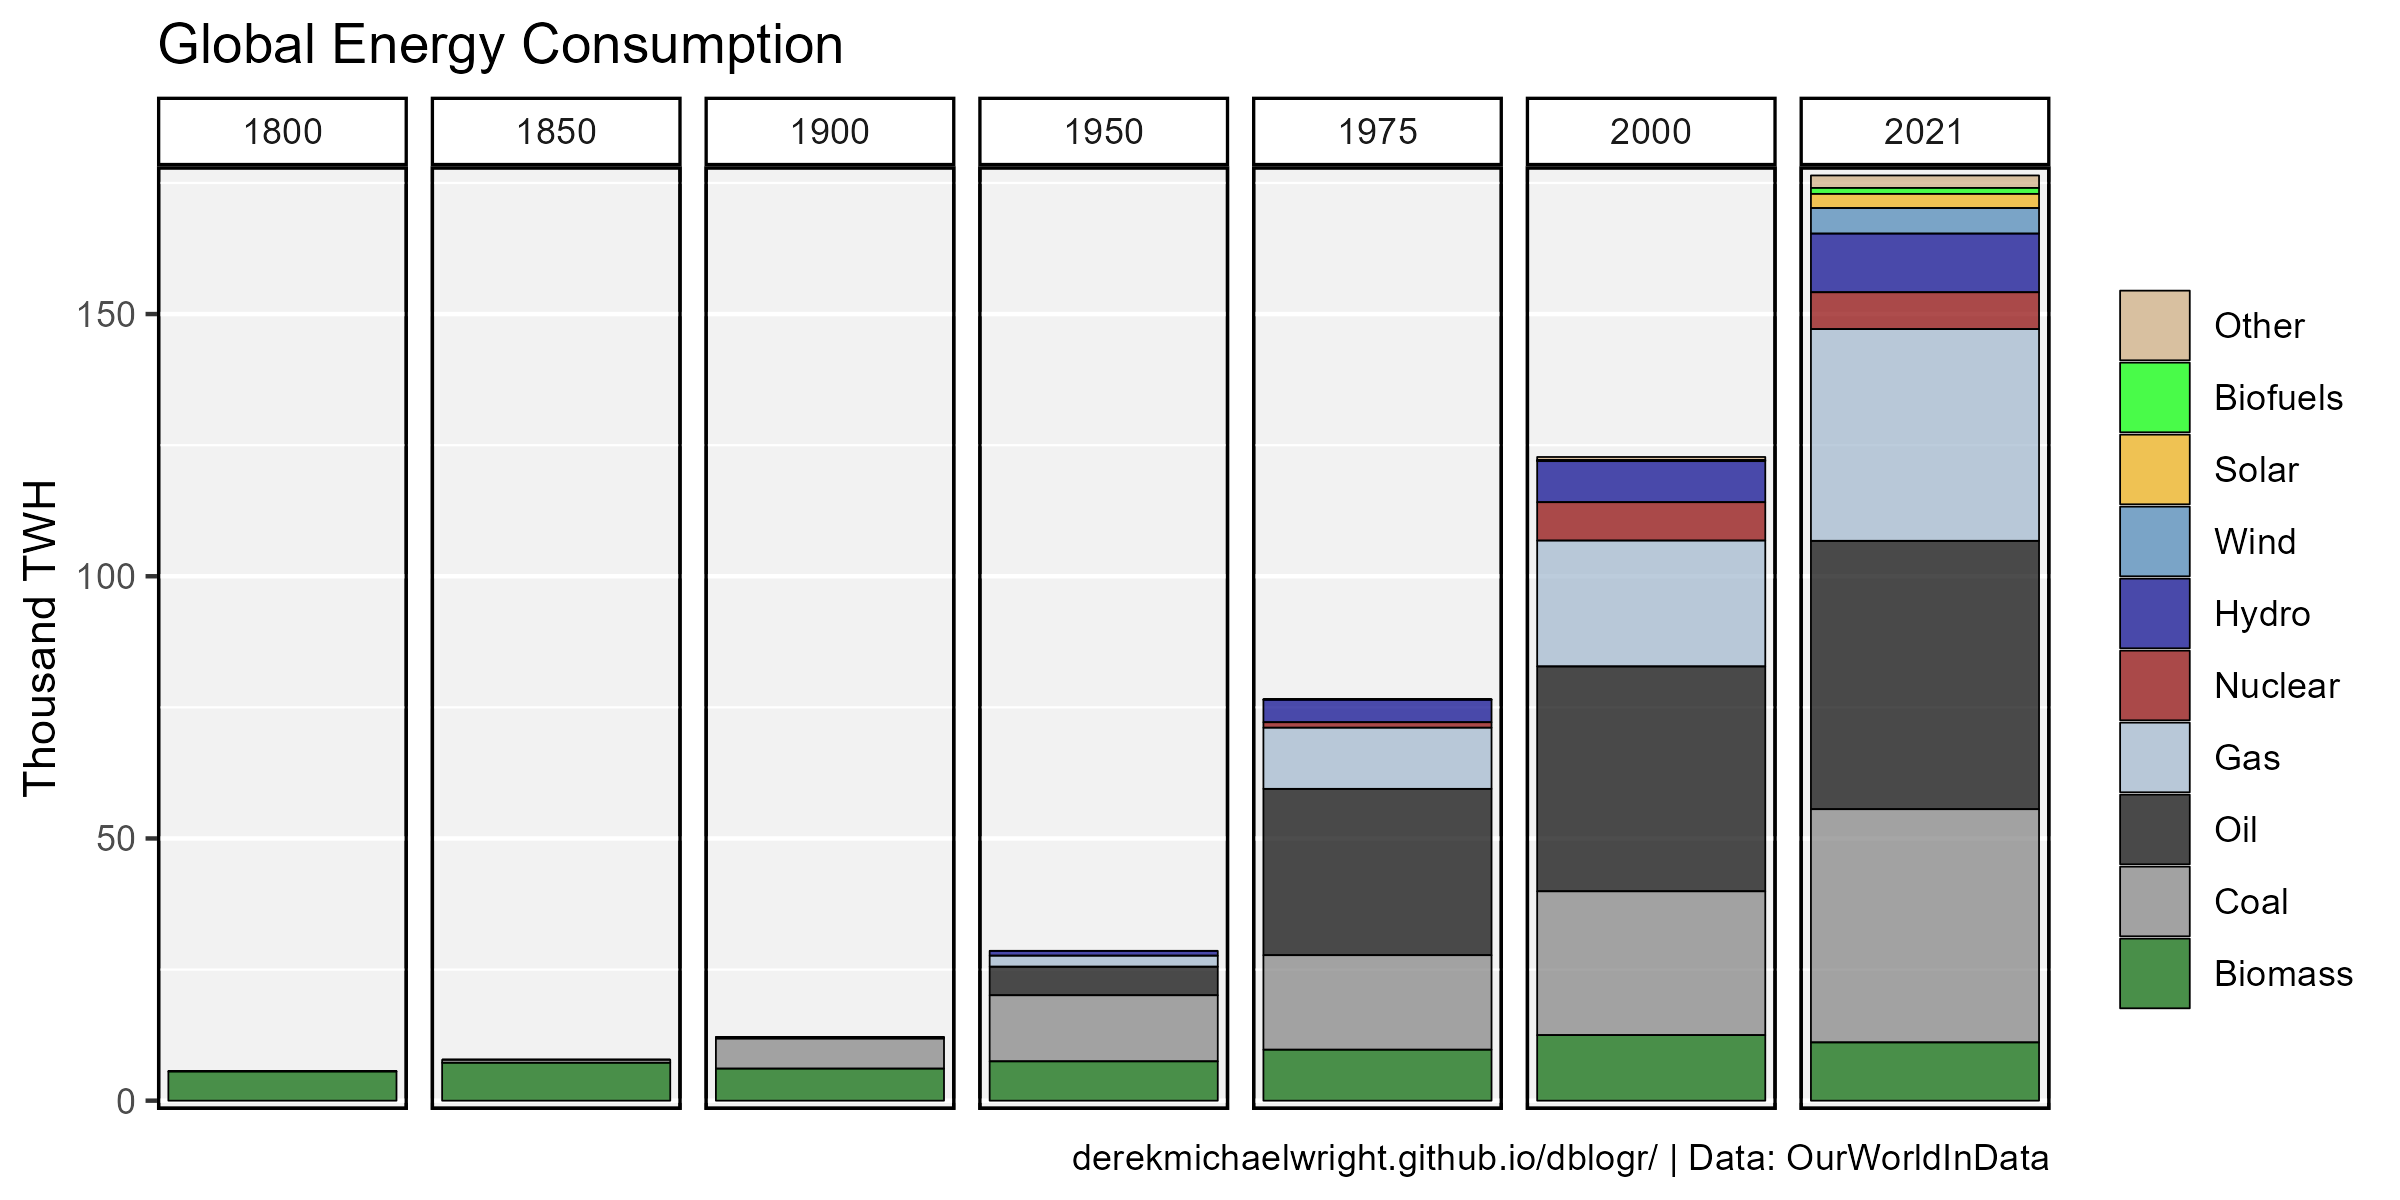 Global Energy Consumption
1800
1850
1900
1950
1975
2000
2021
Thousand TWH
150
100
50
0
Other
Biofuels
Solar
Wind
Hydro
Nuclear
Gas
Oil
Coal
Biomass
derekmichaelwright.github.io/dblogr/ | Data: OurWorldInData